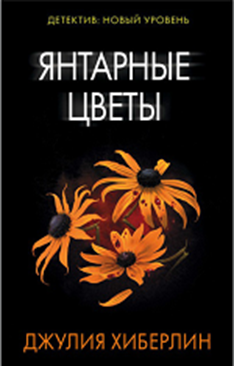 ДЕТЕКТИВ: НОВЫЙ УРОВЕНЬ
ЯНТАРНЫЕ
ЦВЕТЫ
ДЖУЛИЯ ХИБЕРЛИН